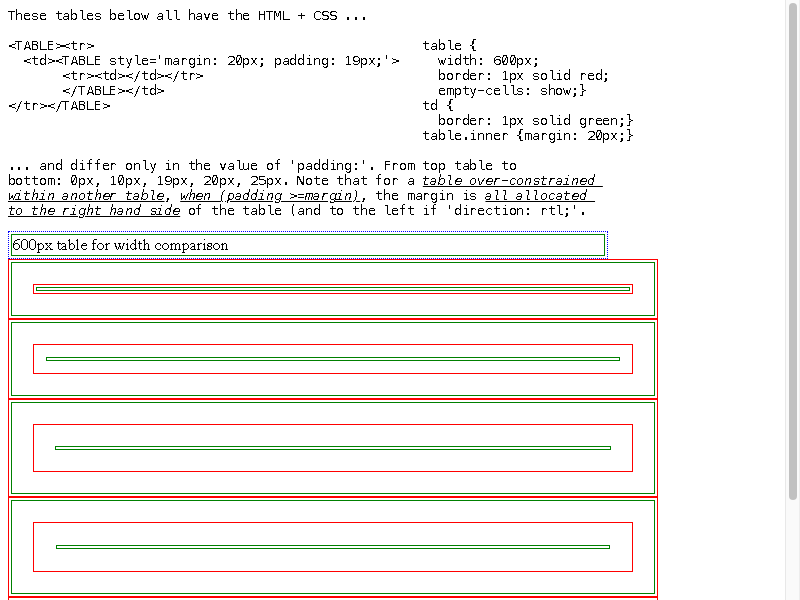 These tables below all have the HTML + CSS ...
<TABLE><tr> table {
<td><TABLE style='margin: 20px; padding: 19px;'> width: 600px;
<tr><td></td></tr> border: 1px solid red;
</TABLE></td> empty-cells: show;}
</tr></TABLE> td {
border: 1px solid green;}
table.inner {margin: 20px;}
... and differ only in the value of 'padding:'. From top table to
bottom: 0px, 10px, 19px, 20px, 25px. Note that for a table over-constrained
within another table, when (padding >=margin), the margin is all allocated
to the right hand side of the table (and to the left if 'direction: rtl;'.
600px table for width comparison